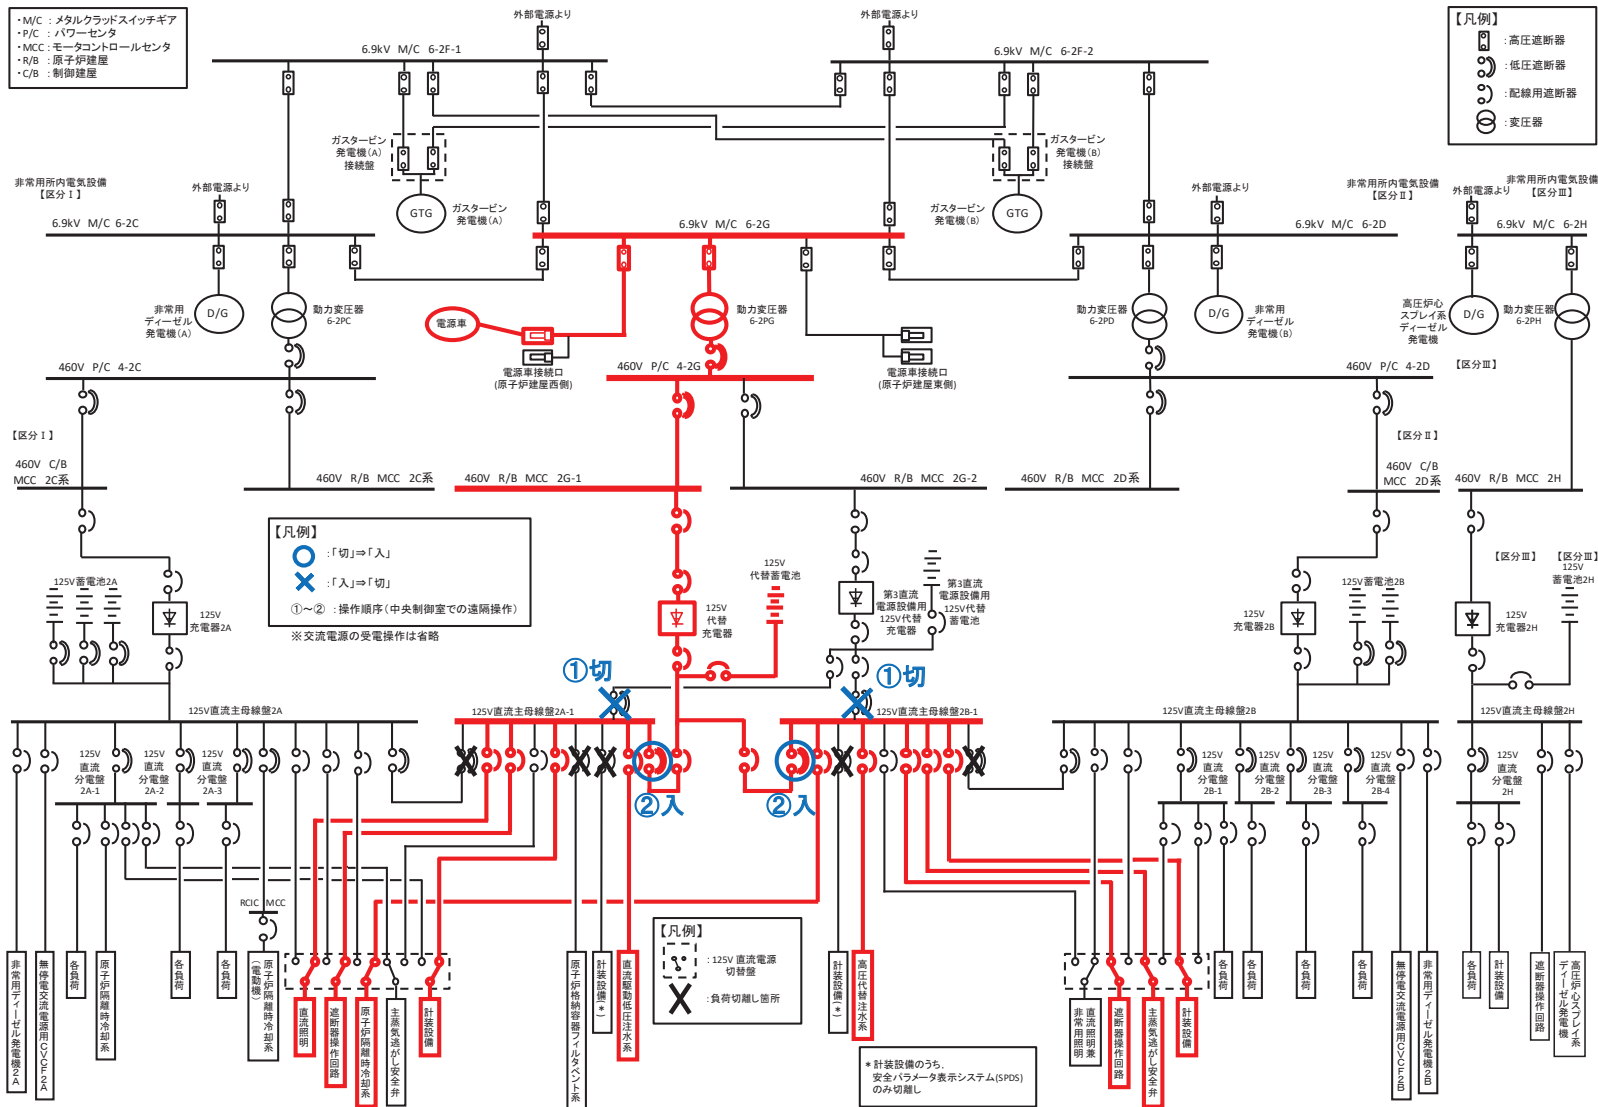 ・M/C : メタルクラッドスイッチギア
・P/C : パワーセンタ
・MCC : モータコントロールセンタ
・R/B : 原子炉建屋
・C/B : 制御建屋
外部電源より
外部電源より
【凡例】
:高圧遮断器
:低圧遮断器
:配線用遮断器
:変圧器
6.9kV M/C 6-2F-1
6.9kV M/C 6-2F-2
ガスタービン
発電機(A)
接続盤
ガスタービン
発電機(B)
接続盤
非常用所内電気設備
【区分Ⅰ】
外部電源より
GTG
ガスタービン
発電機(A)
ガスタービン
発電機(B)
GTG
外部電源より
非常用所内電気設備
【区分Ⅱ】
外部電源より
非常用所内電気設備
【区分Ⅲ】
6.9kV M/C 6-2C
6.9kV M/C 6-2G
6.9kV M/C 6-2D
6.9kV M/C 6-2H
非常用
ディーゼル
発電機(A)
D/G
動力変圧器
6-2PC
電源車
動力変圧器
6-2PG
動力変圧器
6-2PD
D/G
非常用
ディーゼル
発電機(B)
高圧炉心
スプレイ系
ディーゼル
発電機
D/G
動力変圧器
6-2PH
電源車接続口
(原子炉建屋西側)
電源車接続口
(原子炉建屋東側)
460V P/C 4-2C
460V P/C 4-2G
460V P/C 4-2D
【区分Ⅲ】
【区分Ⅰ】
【区分Ⅱ】
460V C/B
MCC 2C系
460V R/B MCC 2C系
460V R/B MCC 2G-1
460V R/B MCC 2G-2
460V R/B MCC 2D系
460V C/B
MCC 2D系
460V R/B MCC 2H
【凡例】
:「切」⇒「入」
:「入」⇒「切」
①~② : 操作順序(中央制御室での遠隔操作)
※交流電源の受電操作は省略
125V蓄電池2A
125V
充電器2A
125V
代替蓄電池
125V
代替
充電器
第3直流
電源設備用
125V代替
充電器
第3直流
電源設備用
125V代替
蓄電池
125V
充電器2B
125V蓄電池2B
【区分Ⅲ】
125V
充電器2H
【区分Ⅲ】
125V
蓄電池2H
①切
①切
125V直流主母線盤2A
125V直流主母線盤2A-1
125V直流主母線盤2B-1
125V直流主母線盤2B
125V直流主母線盤2H
125V
直流
分電盤
2A-1
125V
直流
分電盤
2A-2
125V
直流
分電盤
2A-3
②入
②入
125V
直流
分電盤
2B-1
125V
直流
分電盤
2B-2
125V
直流
分電盤
2B-3
125V
直流
分電盤
2B-4
125V
直流
分電盤
2H
RCIC MCC
【凡例】
: 125V 直流電源
切替盤
:負荷切離し箇所
非常用ディーゼル発電機2A
無停電交流電源用CVCF2A
各負荷
原子炉隔離時冷却系
各負荷
各負荷
原子炉隔離時冷却系
(電動機)
直流照明
遮断器操作回路
原子炉隔離時冷却系
主蒸気逃がし安全弁
計装設備
原子炉格納容器フィルタベント系
計装設備(*)
直流駆動低圧注水系
計装設備(*)
高圧代替注水系
直流照明兼
非常用照明
遮断器操作回路
主蒸気逃がし安全弁
計装設備
各負荷
各負荷
各負荷
各負荷
無停電交流電源用CVCF2B
非常用ディーゼル発電機2B
各負荷
計装設備
遮断器操作回路
高圧炉心スプレイ系
ディーゼル発電機
* 計装設備のうち,
安全パラメータ表示システム(SPDS)
のみ切離し